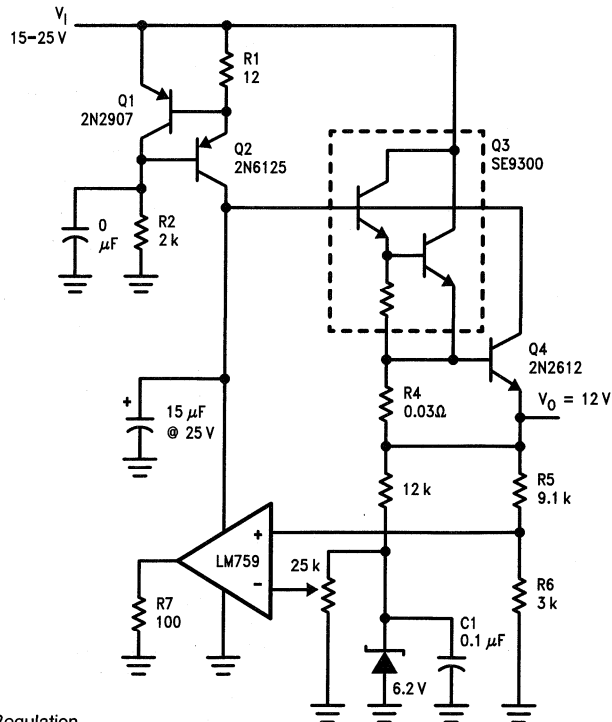 V_I
15–25 V
R1
12
Q1
2N2907
Q2
2N6125
Q3
SE9300
0
μF
R2
2 k
Q4
2N2612
R4
0.03Ω
V_O = 12 V
+
15 μF
@ 25 V
12 k
R5
9.1 k
+
LM759
–
25 k
R7
100
R6
3 k
C1
0.1 μF
6.2 V